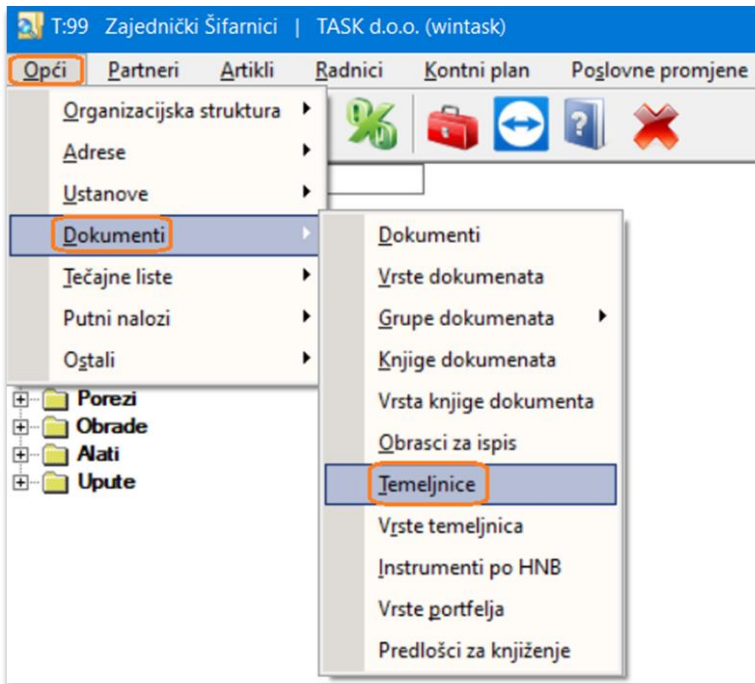 T:99 Zajednički Šifarnici | TASK d.o.o. (wintask)
Opći Partneri Artikli Radnici Kontni plan Poslovne promjene
Organizacijska struktura
Adrese
Ustanove
Dokumenti
Tečajne liste
Putni nalozi
Ostali
Dokumenti
Vrste dokumenata
Grupe dokumenata
Knjige dokumenata
Vrsta knjige dokumenta
Obrasci za ispis
Temeljnice
Vrste temeljnica
Instrumenti po HNB
Vrste portfelja
Predlošci za knjiženje
Porezi
Obrade
Alati
Upute